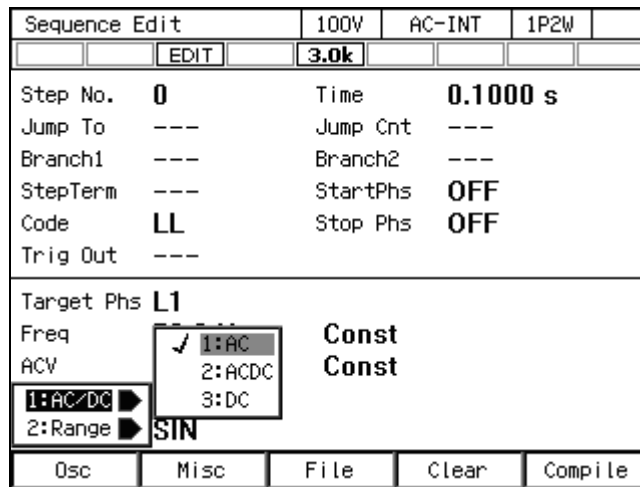 Sequence Edit 100V AC-INT 1P2W
EDIT 3.0k
Step No. 0 Time 0.1000 s
Jump To --- Jump Cnt ---
Branch1 --- Branch2 ---
StepTerm --- StartPhs OFF
Code LL Stop Phs OFF
Trig Out ---
Target Phs L1
Freq Const
✓ 1:AC
ACV Const
2:ACDC
1:AC/DC
3:DC
2:Range SIN
Osc Misc File Clear Compile